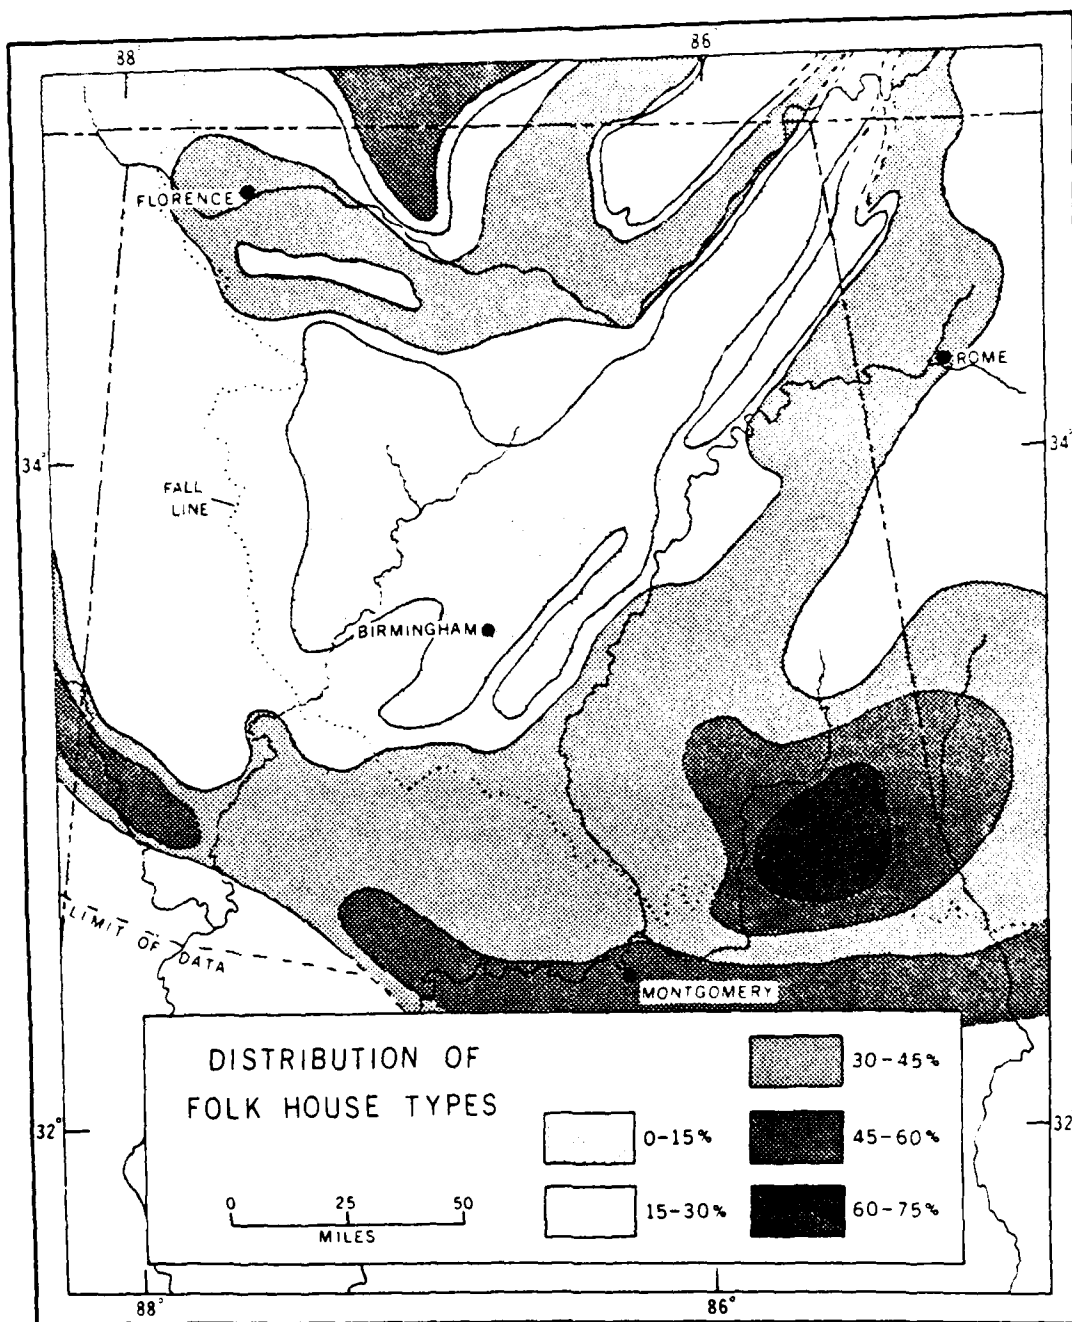 88
86
FLORENCE
ROME
34°
34°
FALL
LINE
BIRMINGHAM
LIMIT OF DATA
MONTGOMERY
DISTRIBUTION OF
FOLK HOUSE TYPES
30-45%
0-15%
45-60%
15-30%
60-75%
0 25 50
MILES
32°
32
88°
86°